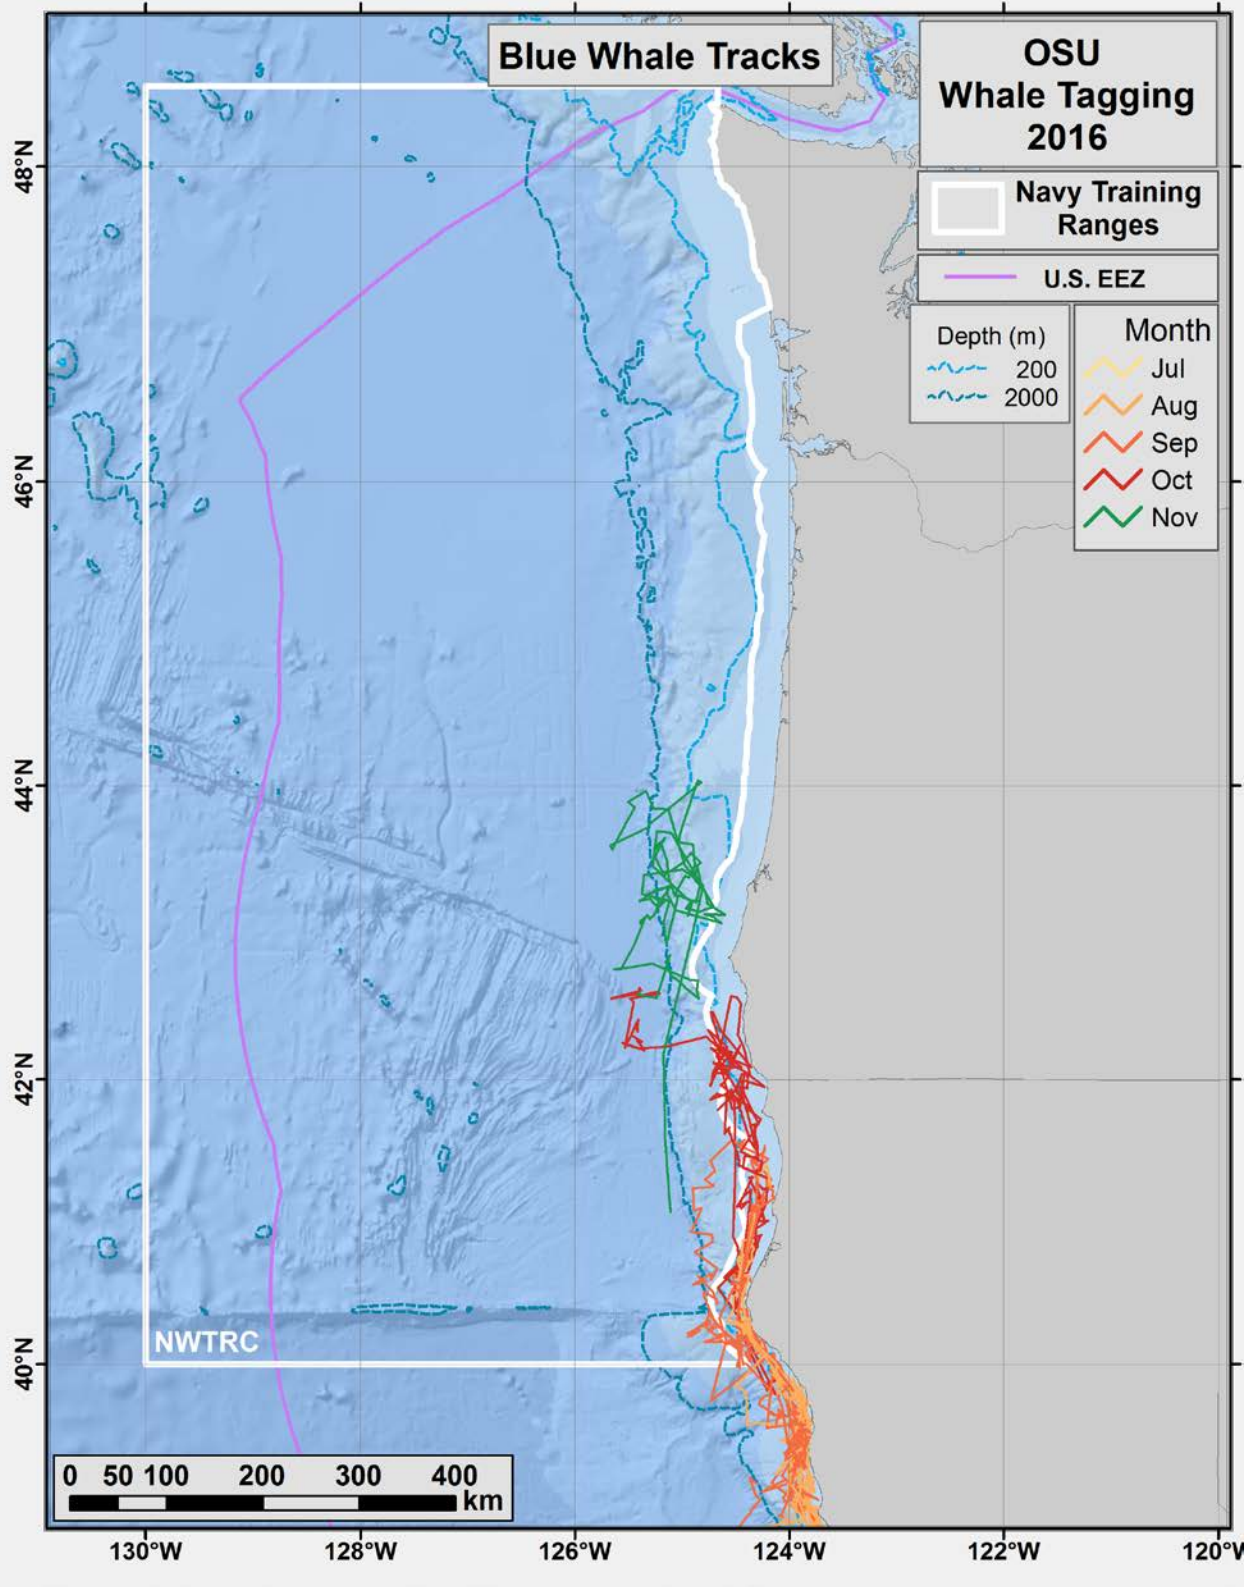 Blue Whale Tracks
OSU
Whale Tagging
2016
Navy Training
Ranges
U.S. EEZ
Depth (m)
200
2000
Month
Jul
Aug
Sep
Oct
Nov
48°N
46°N
44°N
42°N
40°N
NWTRC
0 50 100 200 300 400
km
130°W 128°W 126°W 124°W 122°W 120°W